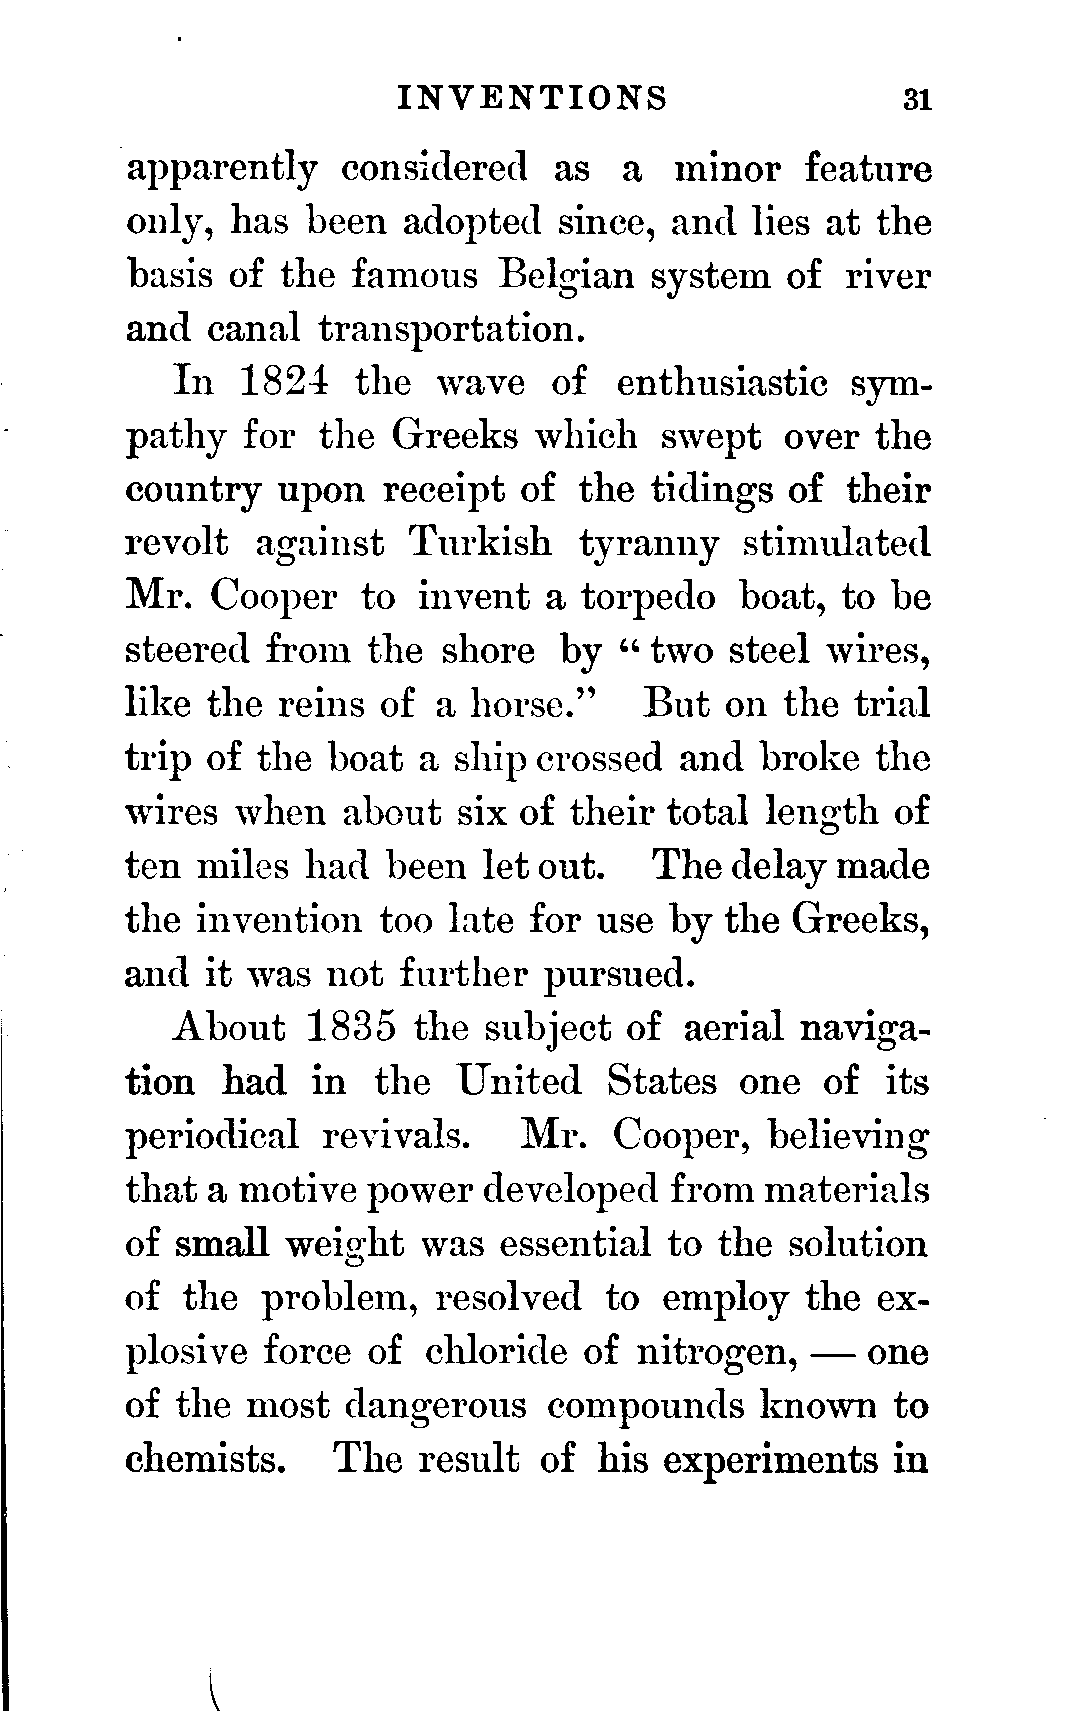 INVENTIONS 31
apparently considered as a minor feature
only, has been adopted since, and lies at the
basis of the famous Belgian system of river
and canal transportation.
In 1824 the wave of enthusiastic sym-
pathy for the Greeks which swept over the
country upon receipt of the tidings of their
revolt against Turkish tyranny stimulated
Mr. Cooper to invent a torpedo boat, to be
steered from the shore by “ two steel wires,
like the reins of a horse.” But on the trial
trip of the boat a ship crossed and broke the
wires when about six of their total length of
ten miles had been let out. The delay made
the invention too late for use by the Greeks,
and it was not further pursued.
About 1835 the subject of aerial naviga-
tion had in the United States one of its
periodical revivals. Mr. Cooper, believing
that a motive power developed from materials
of small weight was essential to the solution
of the problem, resolved to employ the ex-
plosive force of chloride of nitrogen, — one
of the most dangerous compounds known to
chemists. The result of his experiments in